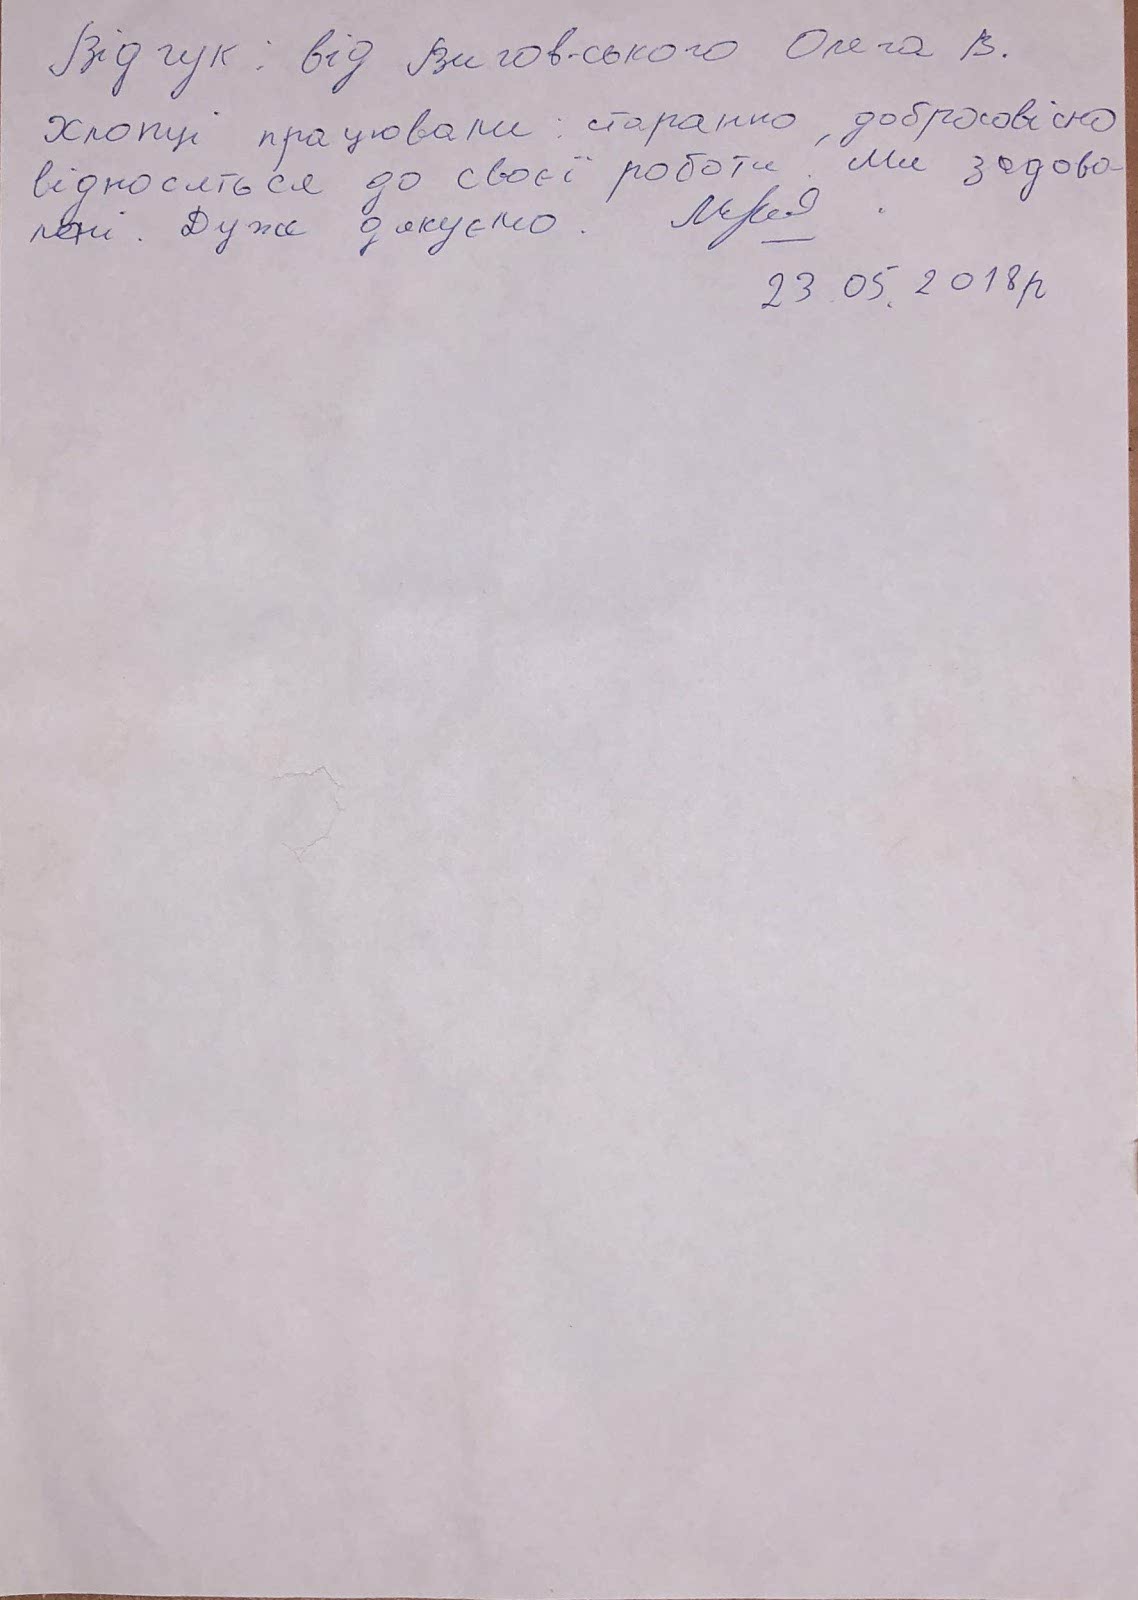 Відгук: від Виговського Олега В.
Хлопці працювали: старанно, добросовісно
відносяться до своєї роботи. Ми задово-
лені. Дуже дякуємо.
23.05.2018р